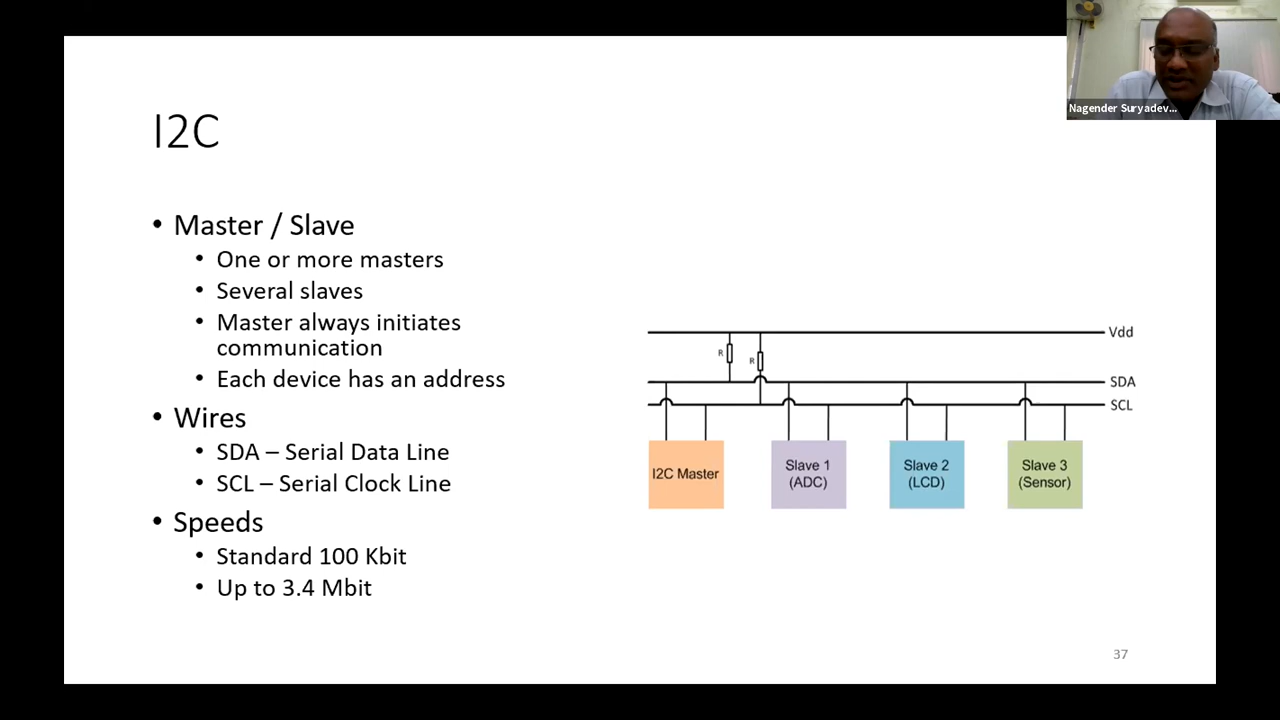 Nagender Suryadev...
I2C
• Master / Slave
• One or more masters
• Several slaves
• Master always initiates
communication
• Each device has an address
• Wires
• SDA – Serial Data Line
• SCL – Serial Clock Line
• Speeds
• Standard 100 Kbit
• Up to 3.4 Mbit
Vdd
R
R
SDA
SCL
I2C Master
Slave 1
(ADC)
Slave 2
(LCD)
Slave 3
(Sensor)
37